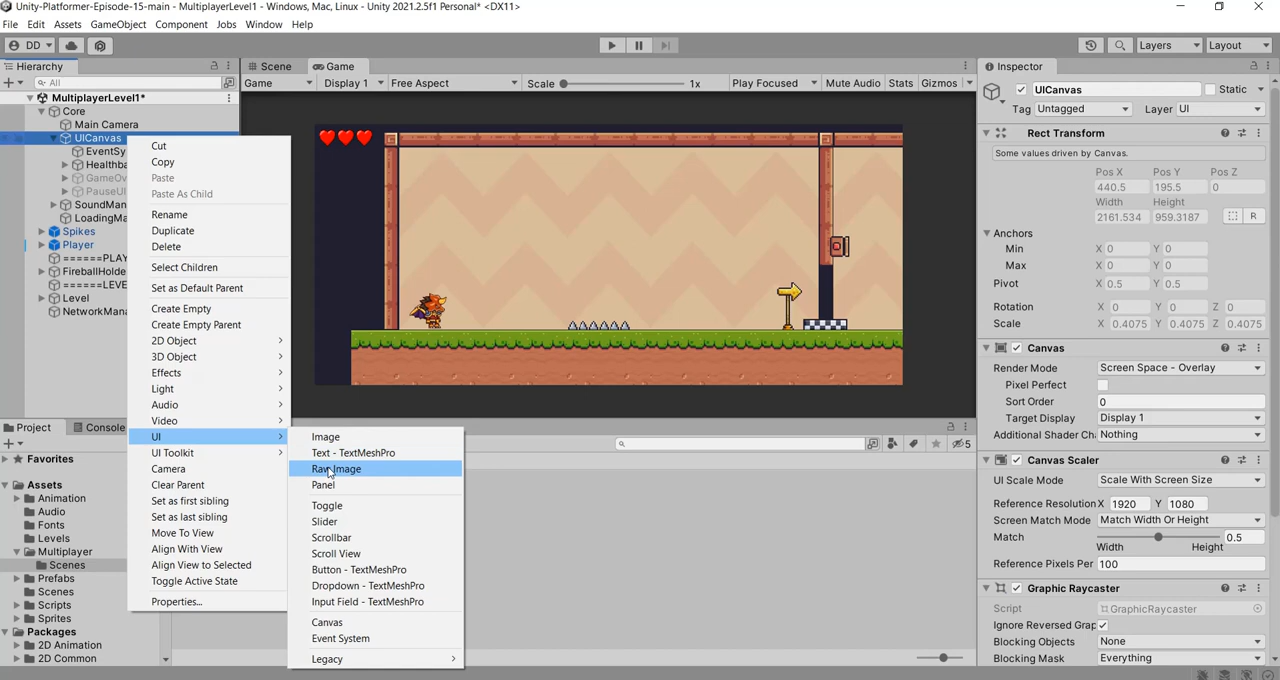 Unity-Platformer-Episode-15-main - MultiplayerLevel1 - Windows, Mac, Linux - Unity 2021.2.5f1 Personal* <DX11>
File Edit Assets GameObject Component Jobs Window Help
DD Layers Layout
Hierarchy
All
MultiplayerLevel1*
Core
Main Camera
UICanvas
EventSy
Healthba
GameOv
PauseUI
SoundMan
LoadingMa
Spikes
Player
======PLAY
FireballHolde
======LEVE
Level
NetworkMana
Cut
Copy
Paste
Paste As Child
Rename
Duplicate
Delete
Select Children
Set as Default Parent
Create Empty
Create Empty Parent
2D Object
3D Object
Effects
Light
Audio
Video
UI
UI Toolkit
Camera
Clear Parent
Set as first sibling
Set as last sibling
Move To View
Align With View
Align View to Selected
Toggle Active State
Properties...
Image
Text - TextMeshPro
Raw Image
Panel
Toggle
Slider
Scrollbar
Scroll View
Button - TextMeshPro
Dropdown - TextMeshPro
Input Field - TextMeshPro
Canvas
Event System
Legacy
Scene Game
Game Display 1 Free Aspect Scale 1x Play Focused Mute Audio Stats Gizmos
Project Console
5
Favorites
Assets
Animation
Audio
Fonts
Levels
Multiplayer
Scenes
Prefabs
Scenes
Scripts
Sprites
Packages
2D Animation
2D Common
Inspector
UICanvas Static
Tag Untagged Layer UI
Rect Transform
Some values driven by Canvas.
Pos X Pos Y Pos Z
440.5 195.5 0
Width Height
2161.534 959.3187 R
Anchors
Min X 0 Y 0
Max X 0 Y 0
Pivot X 0.5 Y 0.5
Rotation X 0 Y 0 Z 0
Scale X 0.4075 Y 0.4075 Z 0.4075
Canvas
Render Mode Screen Space - Overlay
Pixel Perfect
Sort Order 0
Target Display Display 1
Additional Shader Cha Nothing
Canvas Scaler
UI Scale Mode Scale With Screen Size
Reference Resolution X 1920 Y 1080
Screen Match Mode Match Width Or Height
Match 0.5
Width Height
Reference Pixels Per 100
Graphic Raycaster
Script GraphicRaycaster
Ignore Reversed Grap
Blocking Objects None
Blocking Mask Everything